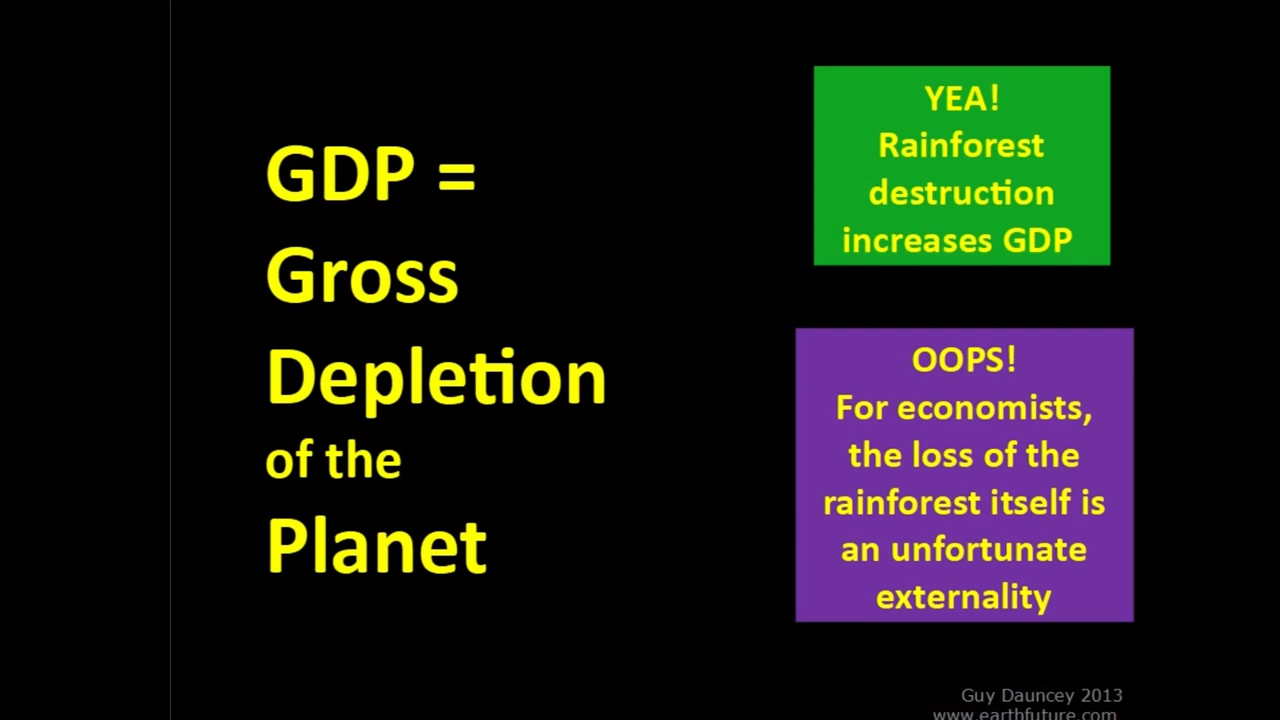 GDP =
Gross
Depletion
of the
Planet
YEA!
Rainforest
destruction
increases GDP
OOPS!
For economists,
the loss of the
rainforest itself is
an unfortunate
externality
Guy Dauncey 2013
www.earthfuture.com